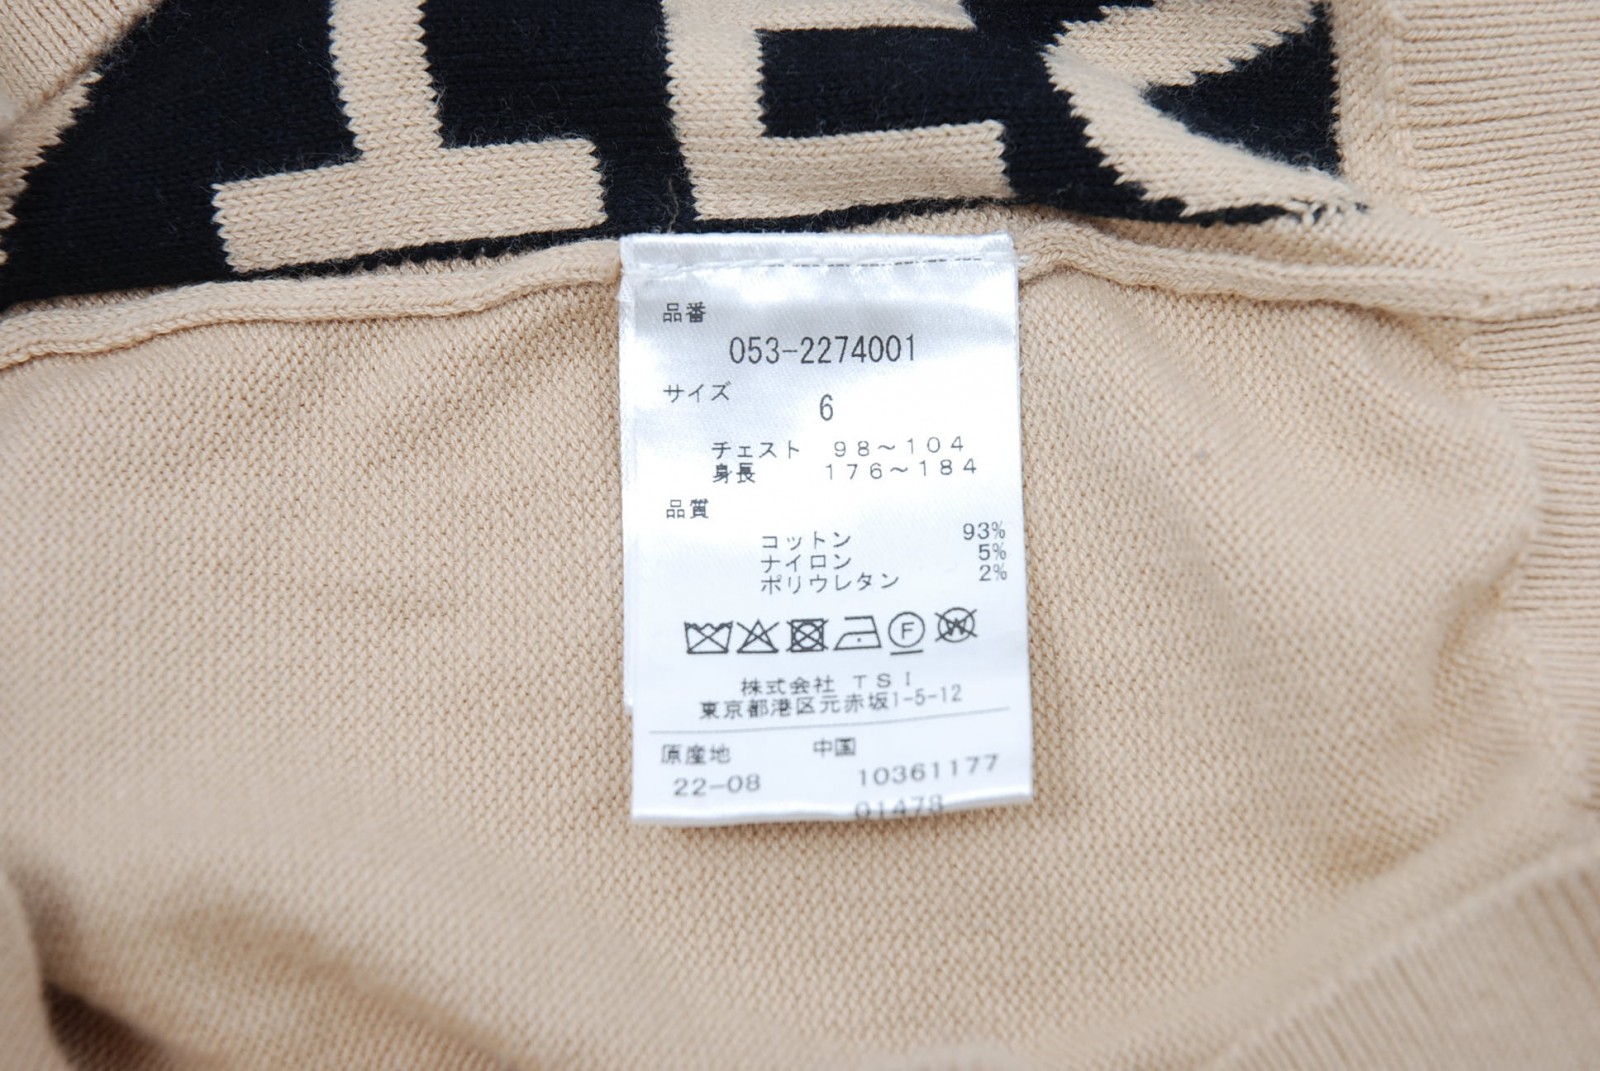 品番
053-2274001
サイズ
6
チェスト 98～104
身長 176～184
品質
コットン 93%
ナイロン 5%
ポリウレタン 2%
F W
株式会社 TSI
東京都港区元赤坂1-5-12
原産地 中国
22-08 10361177
01478